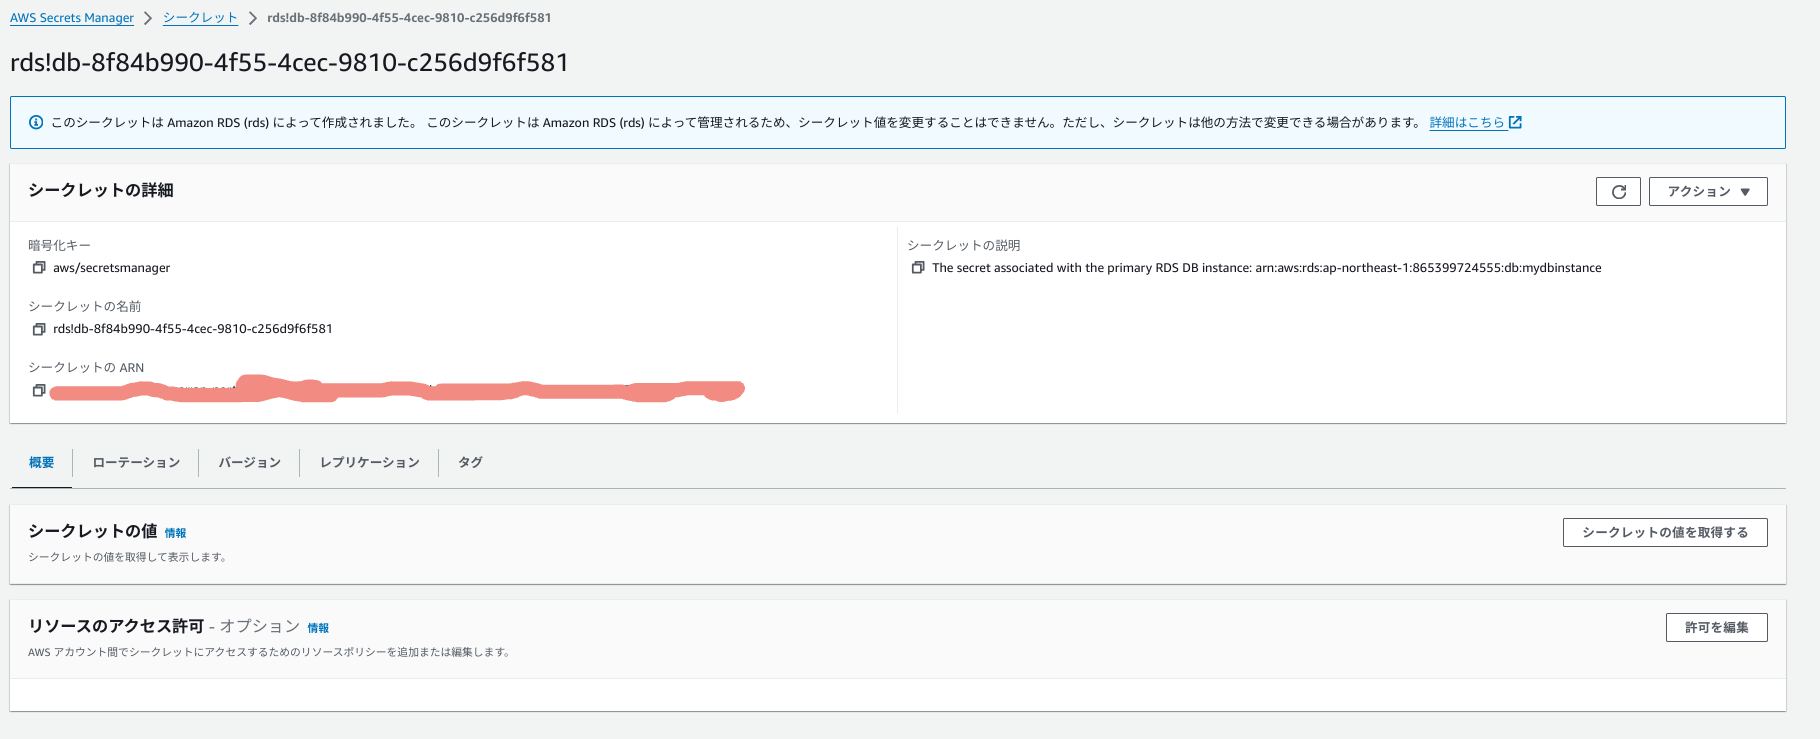 AWS Secrets Manager > シークレット > rds!db-8f84b990-4f55-4cec-9810-c256d9f6f581
rds!db-8f84b990-4f55-4cec-9810-c256d9f6f581
このシークレットは Amazon RDS (rds) によって作成されました。 このシークレットは Amazon RDS (rds) によって管理されるため、シークレット値を変更することはできません。ただし、シークレットは他の方法で変更できる場合があります。 詳細はこちら
シークレットの詳細
アクション
暗号化キー
aws/secretsmanager
シークレットの名前
rds!db-8f84b990-4f55-4cec-9810-c256d9f6f581
シークレットの ARN
シークレットの説明
The secret associated with the primary RDS DB instance: arn:aws:rds:ap-northeast-1:865399724555:db:mydbinstance
概要 ローテーション バージョン レプリケーション タグ
シークレットの値 情報
シークレットの値を取得して表示します。
シークレットの値を取得する
リソースのアクセス許可 - オプション 情報
AWS アカウント間でシークレットにアクセスするためのリソースポリシーを追加または編集します。
許可を編集